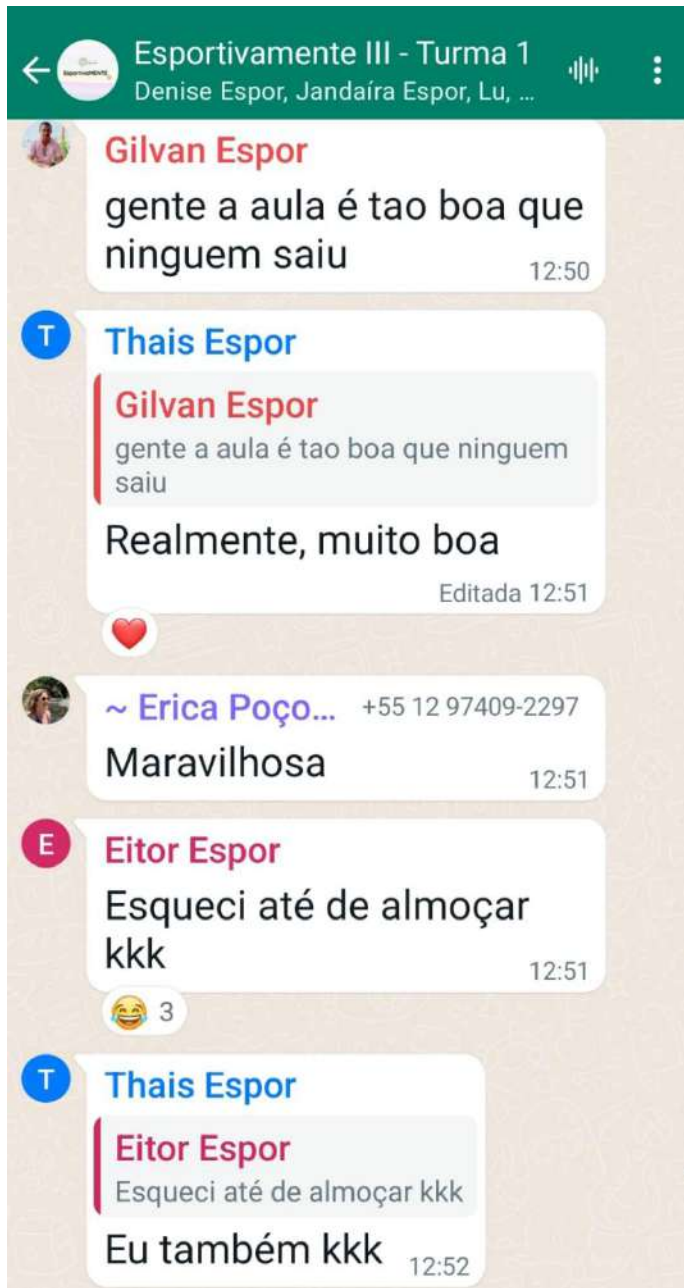 Esportivamente III - Turma 1
Denise Espor, Jandaíra Espor, Lu, ...
Gilvan Espor
gente a aula é tao boa que
ninguem saiu
12:50
T
Thais Espor
Gilvan Espor
gente a aula é tao boa que ninguem
saiu
Realmente, muito boa
Editada 12:51
~ Erica Poço... +55 12 97409-2297
Maravilhosa
12:51
E
Eitor Espor
Esqueci até de almoçar
kkk
12:51
3
T
Thais Espor
Eitor Espor
Esqueci até de almoçar kkk
Eu também kkk
12:52